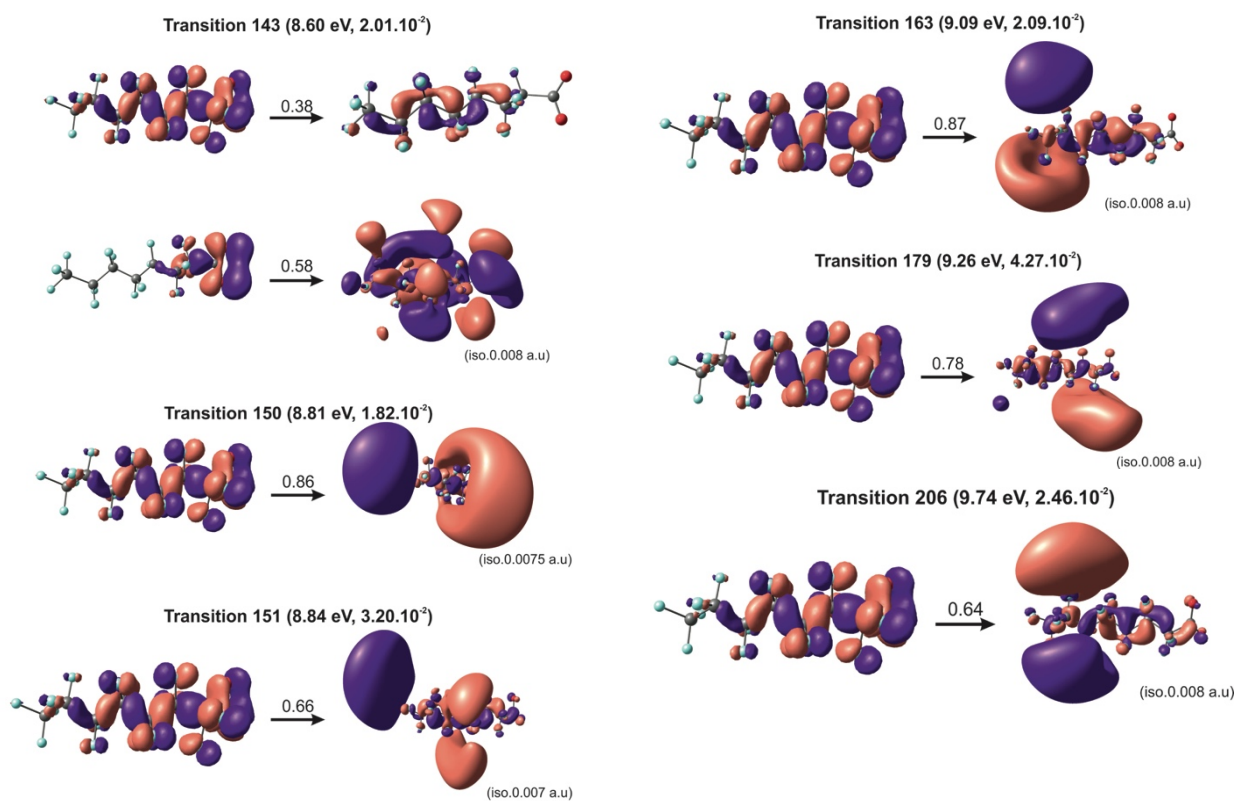 Transition 143 (8.60 eV, 2.01.10⁻²)
0.38
0.58
(iso.0.008 a.u)
Transition 150 (8.81 eV, 1.82.10⁻²)
0.86
(iso.0.0075 a.u)
Transition 151 (8.84 eV, 3.20.10⁻²)
0.66
(iso.0.007 a.u)
Transition 163 (9.09 eV, 2.09.10⁻²)
0.87
(iso.0.008 a.u)
Transition 179 (9.26 eV, 4.27.10⁻²)
0.78
(iso.0.008 a.u)
Transition 206 (9.74 eV, 2.46.10⁻²)
0.64
(iso.0.008 a.u)